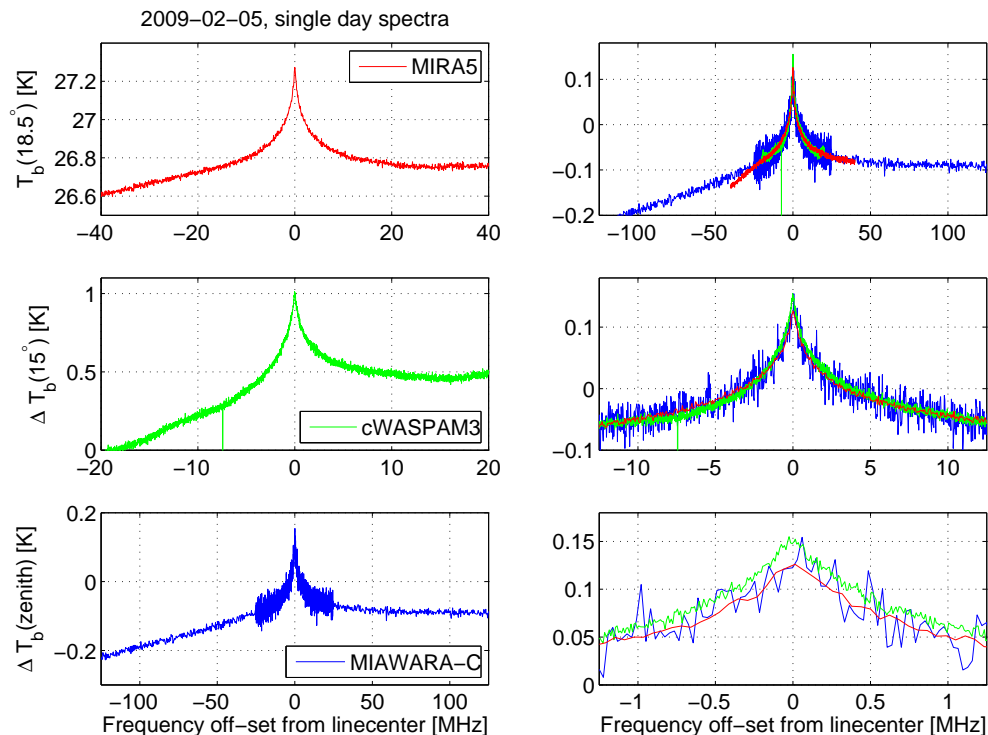 2009−02−05, single day spectra
T_b(18.5°) [K]
27.2
27
26.8
26.6
MIRA5
−40 −20 0 20 40
0.1
0
−0.1
−0.2
−100 −50 0 50 100
Δ T_b(15°) [K]
1
0.5
0
cWASPAM3
−20 −10 0 10 20
0.1
0
−0.1
−10 −5 0 5 10
Δ T_b(zenith) [K]
0.2
0
−0.2
MIAWARA−C
−100 −50 0 50 100
Frequency off−set from linecenter [MHz]
0.15
0.1
0.05
0
−1 −0.5 0 0.5 1
Frequency off−set from linecenter [MHz]